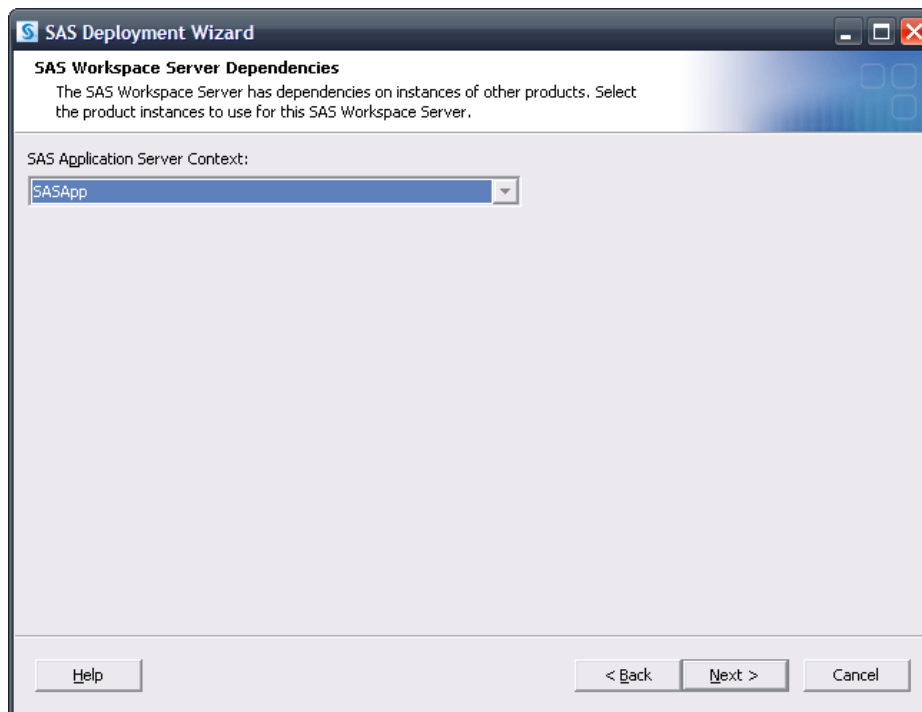 SAS Deployment Wizard
SAS Workspace Server Dependencies
The SAS Workspace Server has dependencies on instances of other products. Select
the product instances to use for this SAS Workspace Server.
SAS Application Server Context:
SASApp
Help
< Back
Next >
Cancel